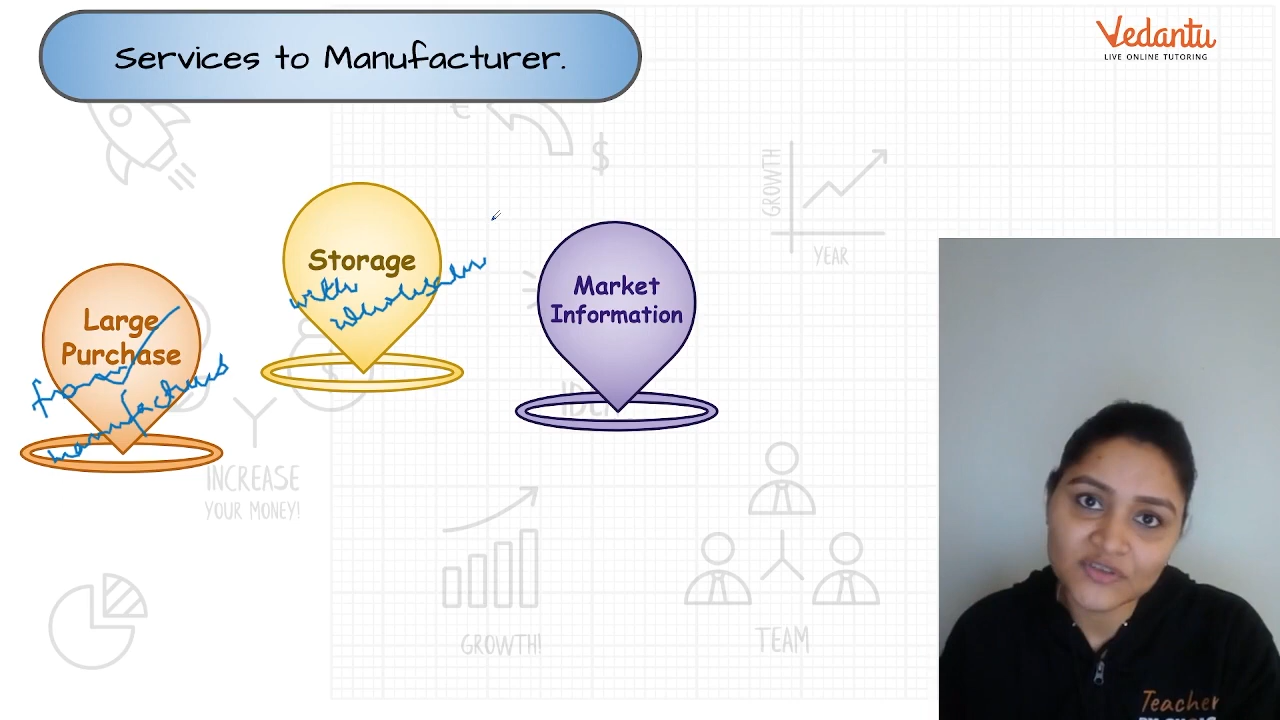 Services to Manufacturer.
Vedantu
LIVE ONLINE TUTORING
€
$
GROWTH
YEAR
Storage
with
wholesaler
Market
Information
Large
Purchase
from
manufacturers
$
INCREASE
YOUR MONEY!
GROWTH!
TEAM
Teacher